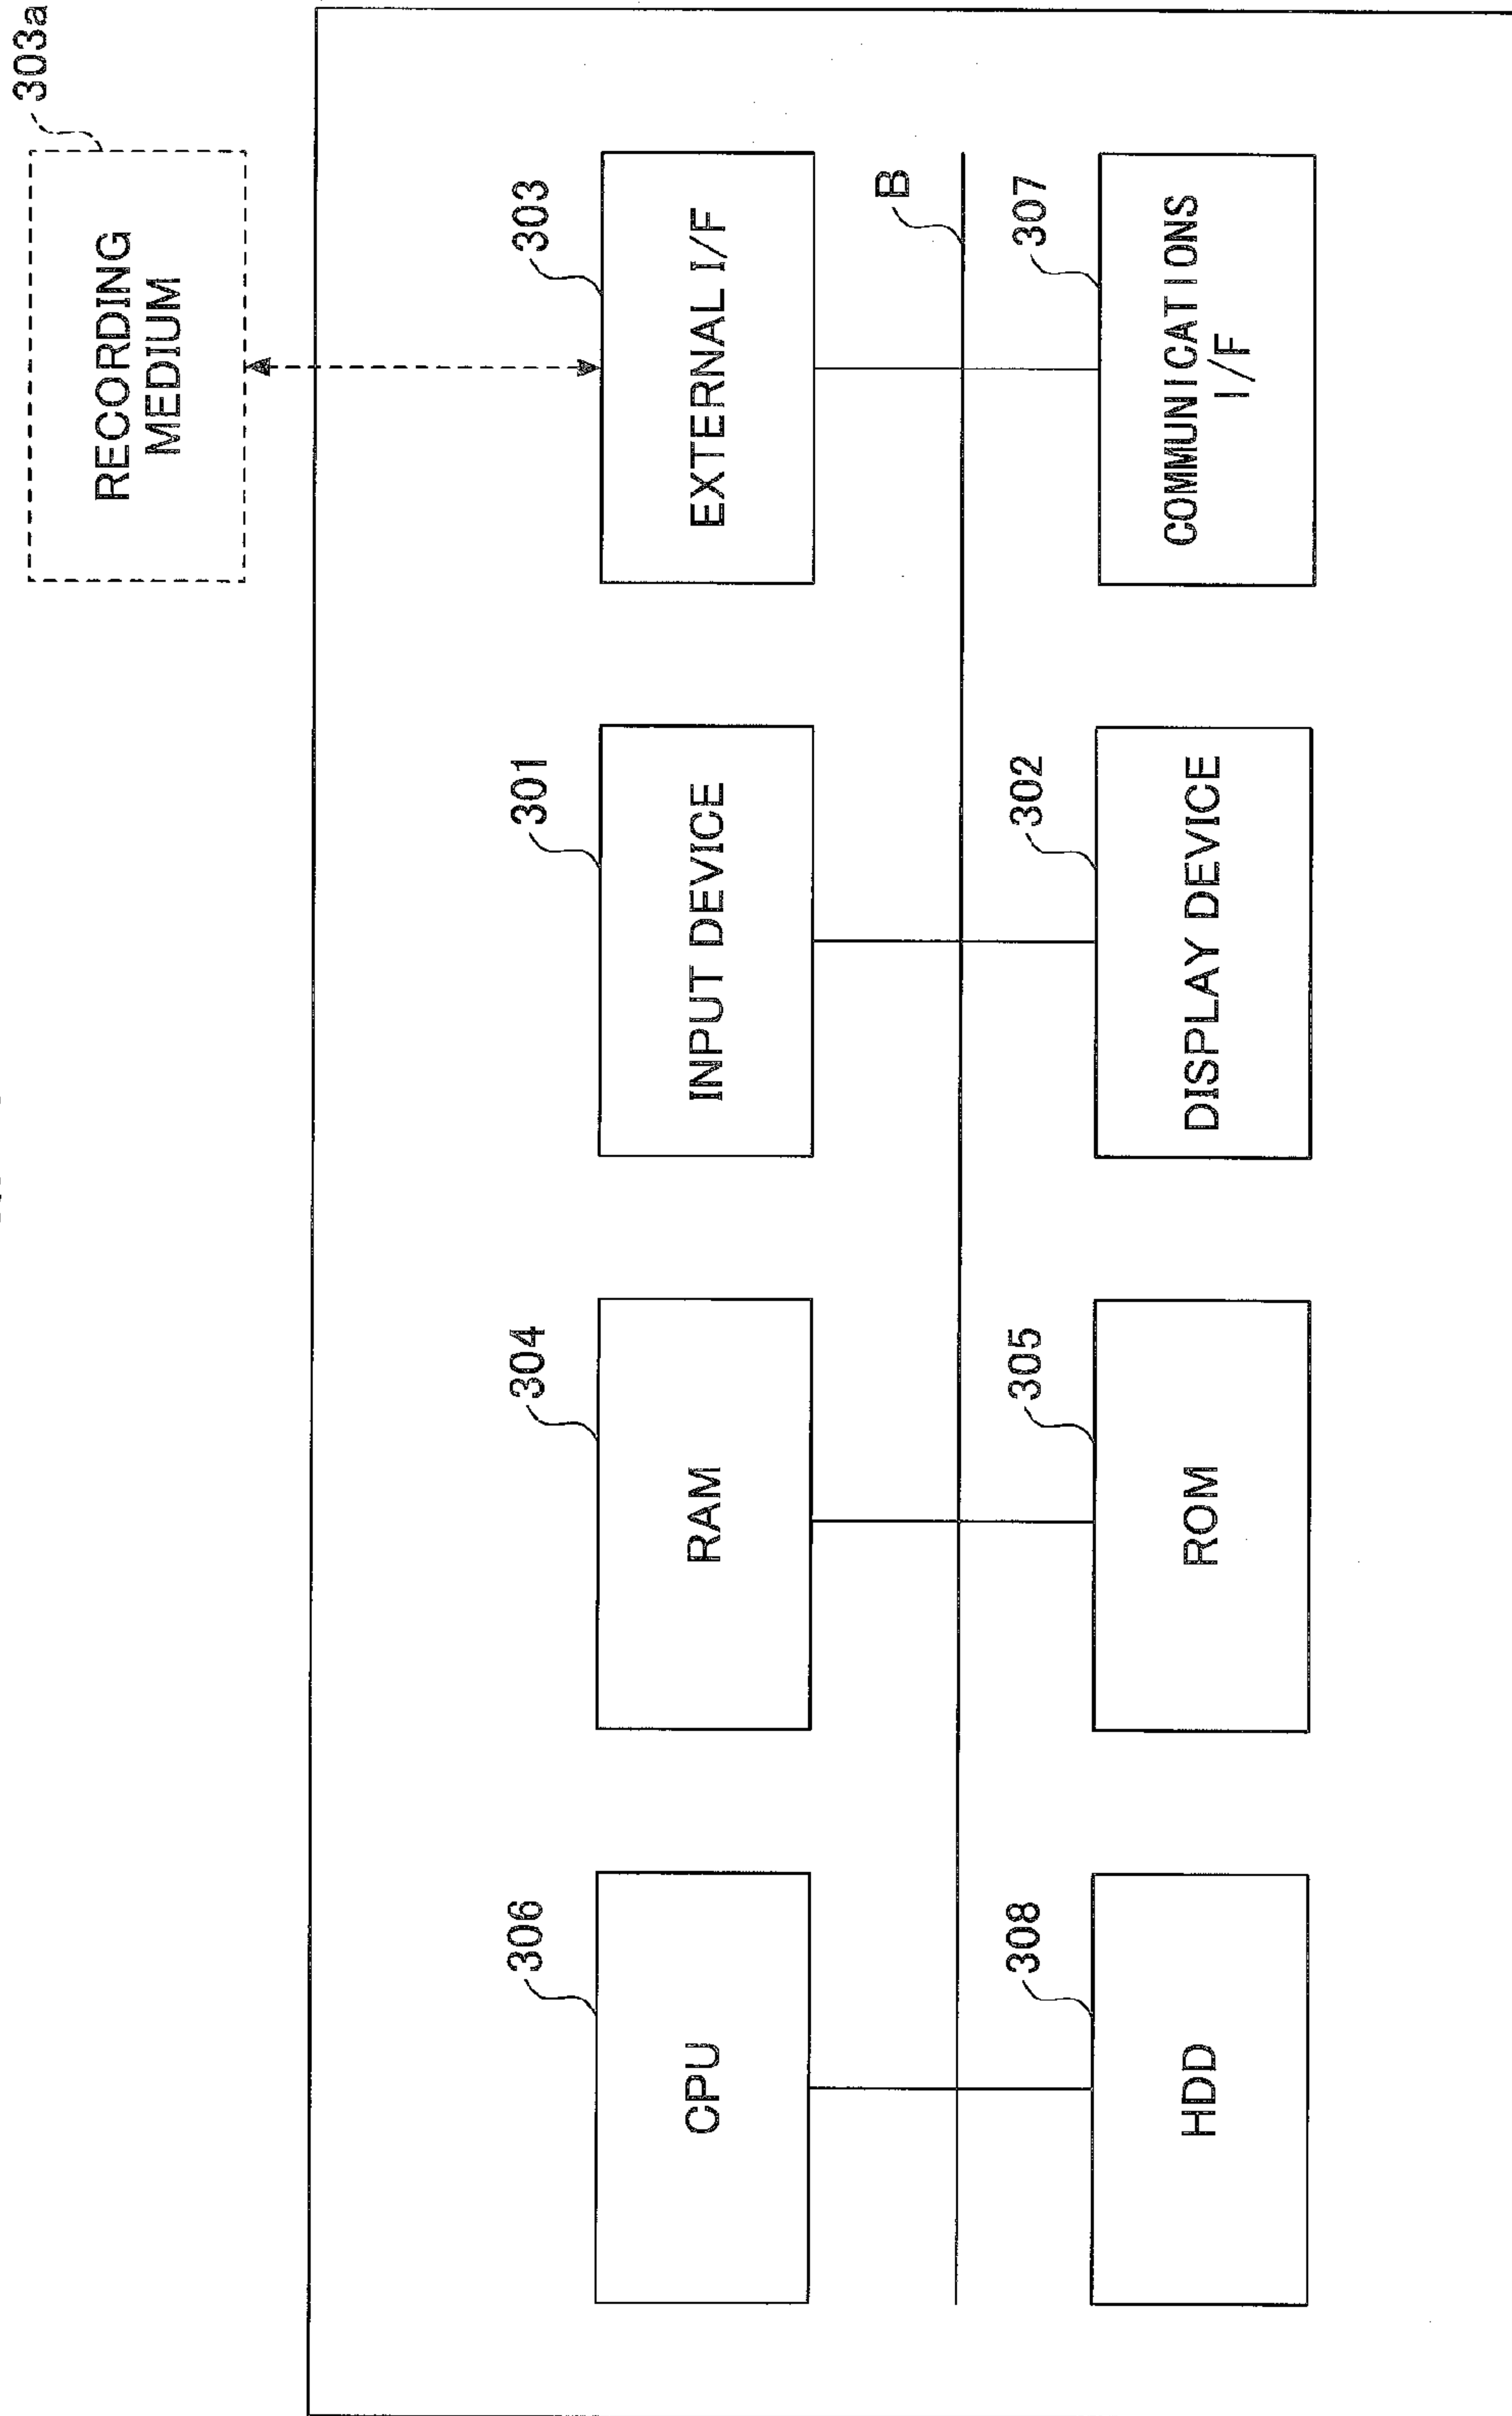 303a
RECORDING
MEDIUM
306
CPU
304
RAM
301
INPUT DEVICE
303
EXTERNAL I/F
B
308
HDD
305
ROM
302
DISPLAY DEVICE
307
COMMUNICATIONS
I/F